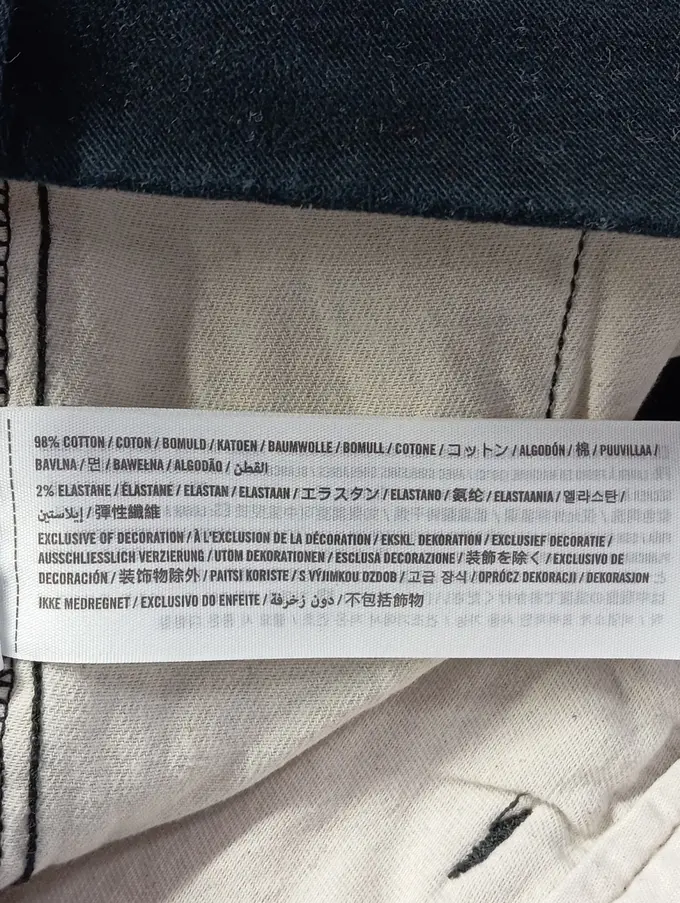 98% COTTON / COTON / BOMULD / KATOEN / BAUMWOLLE / BOMULL / COTONE / コットン / ALGODÓN / 棉 / PUUVILLAA /
BAVLNA / 면 / BAWEŁNA / ALGODÃO / القطن
2% ELASTANE / ÉLASTANE / ELASTAN / ELASTAAN / エラスタン / ELASTANO / 氨纶 / ELASTAANIA / 엘라스탄 /
إيلاستين / 彈性纖維
EXCLUSIVE OF DECORATION / À L'EXCLUSION DE LA DÉCORATION / EKSKL. DEKORATION / EXCLUSIEF DECORATIE /
AUSSCHLIESSLICH VERZIERUNG / UTOM DEKORATIONEN / ESCLUSA DECORAZIONE / 装飾を除く / EXCLUSIVO DE
DECORACIÓN / 装饰物除外 / PAITSI KORISTE / S VÝJIMKOU OZDOB / 고급 장식 / OPRÓCZ DEKORACJI / DEKORASJON
IKKE MEDREGNET / EXCLUSIVO DO ENFEITE / دون زخرفة / 不包括飾物